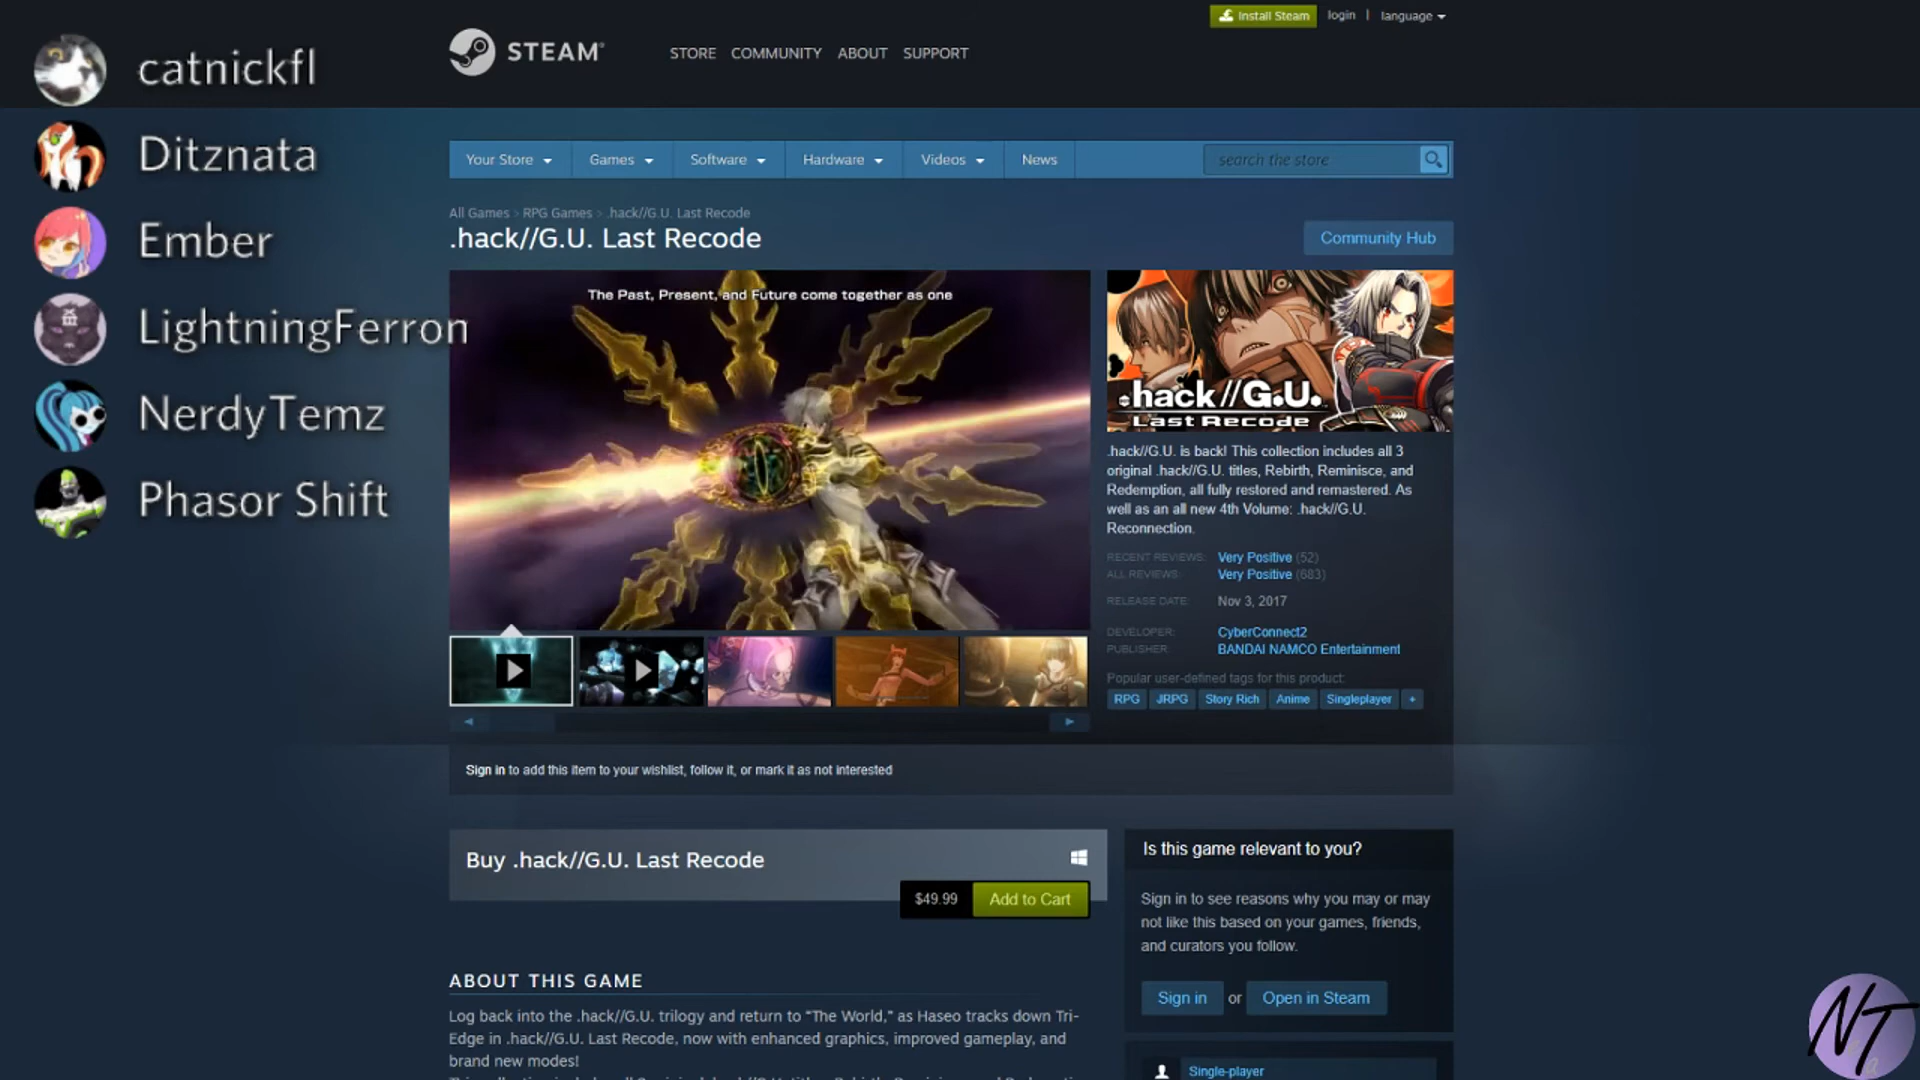 Install Steam login | language
STEAM®
STORE COMMUNITY ABOUT SUPPORT
catnickfl
Ditznata
Ember
LightningFerron
NerdyTemz
Phasor Shift
Your Store Games Software Hardware Videos News search the store
All Games > RPG Games > .hack//G.U. Last Recode
.hack//G.U. Last Recode
Community Hub
The Past, Present, and Future come together as one
.hack//G.U.
Last Recode
.hack//G.U. is back! This collection includes all 3
original .hack//G.U. titles, Rebirth, Reminisce, and
Redemption, all fully restored and remastered. As
well as an all new 4th Volume: .hack//G.U.
Reconnection.
RECENT REVIEWS: Very Positive (52)
ALL REVIEWS: Very Positive (683)
RELEASE DATE: Nov 3, 2017
DEVELOPER: CyberConnect2
PUBLISHER: BANDAI NAMCO Entertainment
Popular user-defined tags for this product:
RPG JRPG Story Rich Anime Singleplayer +
Sign in to add this item to your wishlist, follow it, or mark it as not interested
Buy .hack//G.U. Last Recode
$49.99 Add to Cart
Is this game relevant to you?
Sign in to see reasons why you may or may
not like this based on your games, friends,
and curators you follow.
Sign in or Open in Steam
Single-player
ABOUT THIS GAME
Log back into the .hack//G.U. trilogy and return to “The World,” as Haseo tracks down Tri-
Edge in .hack//G.U. Last Recode, now with enhanced graphics, improved gameplay, and
brand new modes!
NT